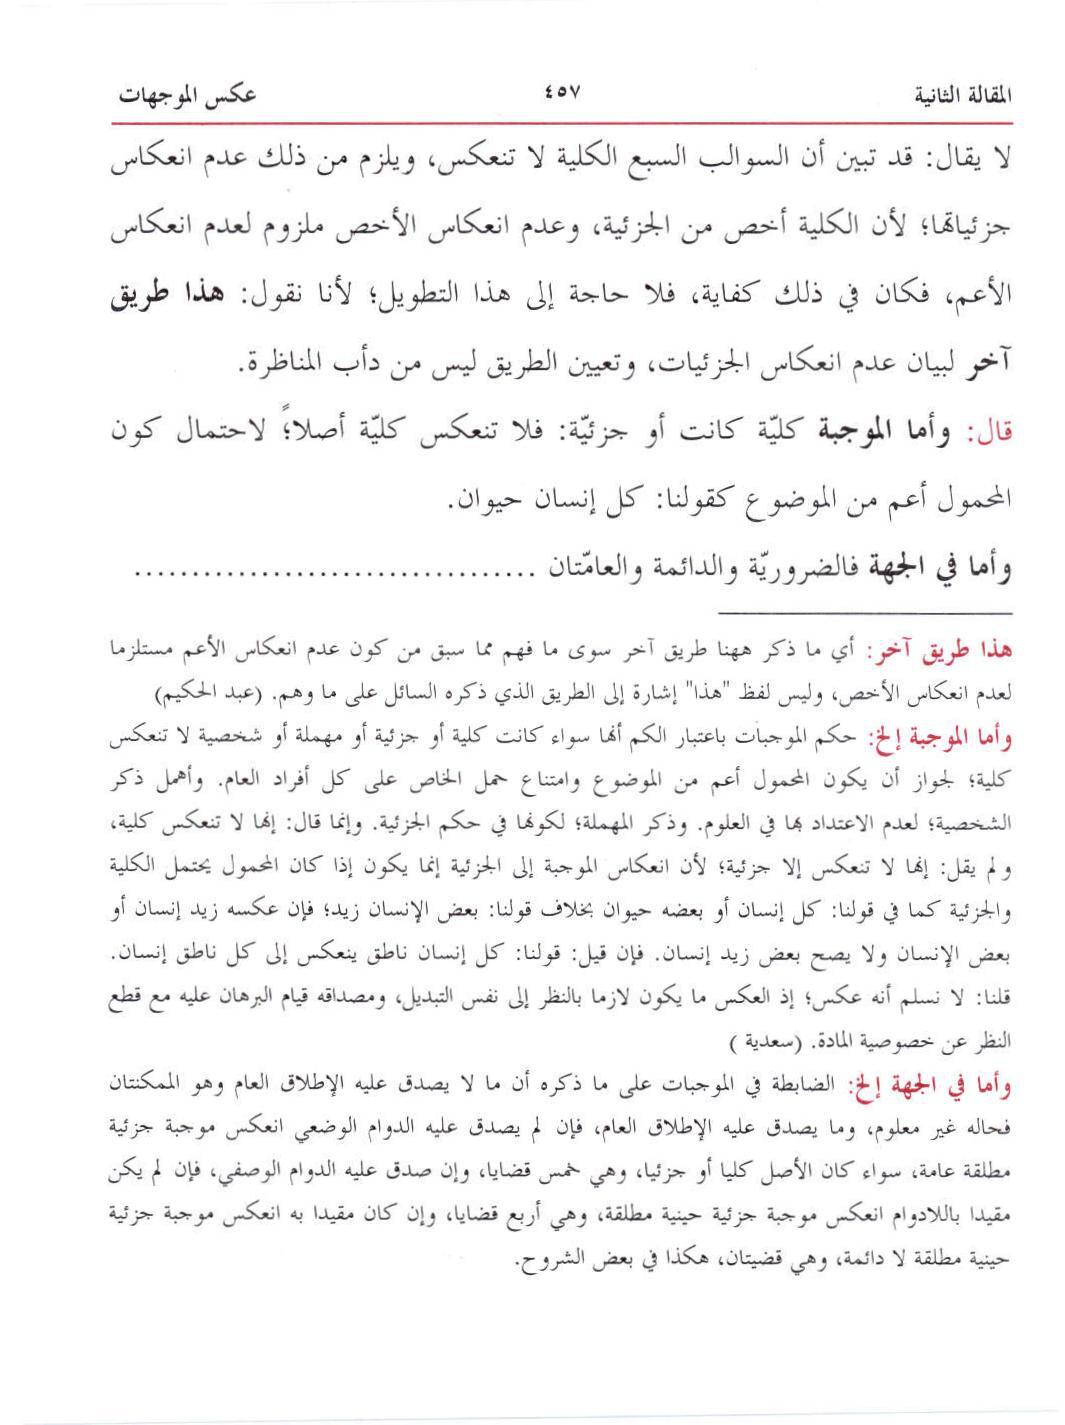 المقالة الثانية ٤٥٧ عكس الموجهات
لا يقال: قد تبين أن السوالب السبع الكلية لا تنعكس، ويلزم من ذلك عدم انعكاس
جزئياتها؛ لأن الكلية أخص من الجزئية، وعدم انعكاس الأخص ملزوم لعدم انعكاس
الأعم، فكان في ذلك كفاية، فلا حاجة إلى هذا التطويل؛ لأنا نقول: هذا طريق
آخر لبيان عدم انعكاس الجزئيات، وتعيين الطريق ليس من دأب المناظرة.
قال: وأما الموجبة كليّة كانت أو جزئيّة: فلا تنعكس كليّة أصلاً؛ لاحتمال كون
المحمول أعم من الموضوع كقولنا: كل إنسان حيوان.
وأما في الجهة فالضروريّة والدائمة والعامّتان ..................................
هذا طريق آخر: أي ما ذكر ههنا طريق آخر سوى ما فهم مما سبق من كون عدم انعكاس الأعم مستلزما
لعدم انعكاس الأخص، وليس لفظ "هذا" إشارة إلى الطريق الذي ذكره السائل على ما وهم. (عبد الحكيم)
وأما الموجبة إلخ: حكم الموجبات باعتبار الكم أنها سواء كانت كلية أو جزئية أو مهملة أو شخصية لا تنعكس
كلية؛ لجواز أن يكون المحمول أعم من الموضوع وامتناع حمل الخاص على كل أفراد العام. وأهمل ذكر
الشخصية؛ لعدم الاعتداد بها في العلوم. وذكر المهملة؛ لكونها في حكم الجزئية. وإنما قال: إنها لا تنعكس كلية،
ولم يقل: إنها لا تنعكس إلا جزئية؛ لأن انعكاس الموجبة إلى الجزئية إنما يكون إذا كان المحمول يحتمل الكلية
والجزئية كما في قولنا: كل إنسان أو بعضه حيوان بخلاف قولنا: بعض الإنسان زيد؛ فإن عكسه زيد إنسان أو
بعض الإنسان ولا يصح بعض زيد إنسان. فإن قيل: قولنا: كل إنسان ناطق ينعكس إلى كل ناطق إنسان.
قلنا: لا نسلم أنه عكس؛ إذ العكس ما يكون لازما بالنظر إلى نفس التبديل، ومصداقه قيام البرهان عليه مع قطع
النظر عن خصوصية المادة. (سعدية )
وأما في الجهة إلخ: الضابطة في الموجبات على ما ذكره أن ما لا يصدق عليه الإطلاق العام وهو الممكنتان
فحاله غير معلوم، وما يصدق عليه الإطلاق العام، فإن لم يصدق عليه الدوام الوضعي انعكس موجبة جزئية
مطلقة عامة، سواء كان الأصل كليا أو جزئيا، وهي خمس قضايا، وإن صدق عليه الدوام الوصفي، فإن لم يكن
مقيدا باللادوام انعكس موجبة جزئية حينية مطلقة، وهي أربع قضايا، وإن كان مقيدا به انعكس موجبة جزئية
حينية مطلقة لا دائمة، وهي قضيتان، هكذا في بعض الشروح.